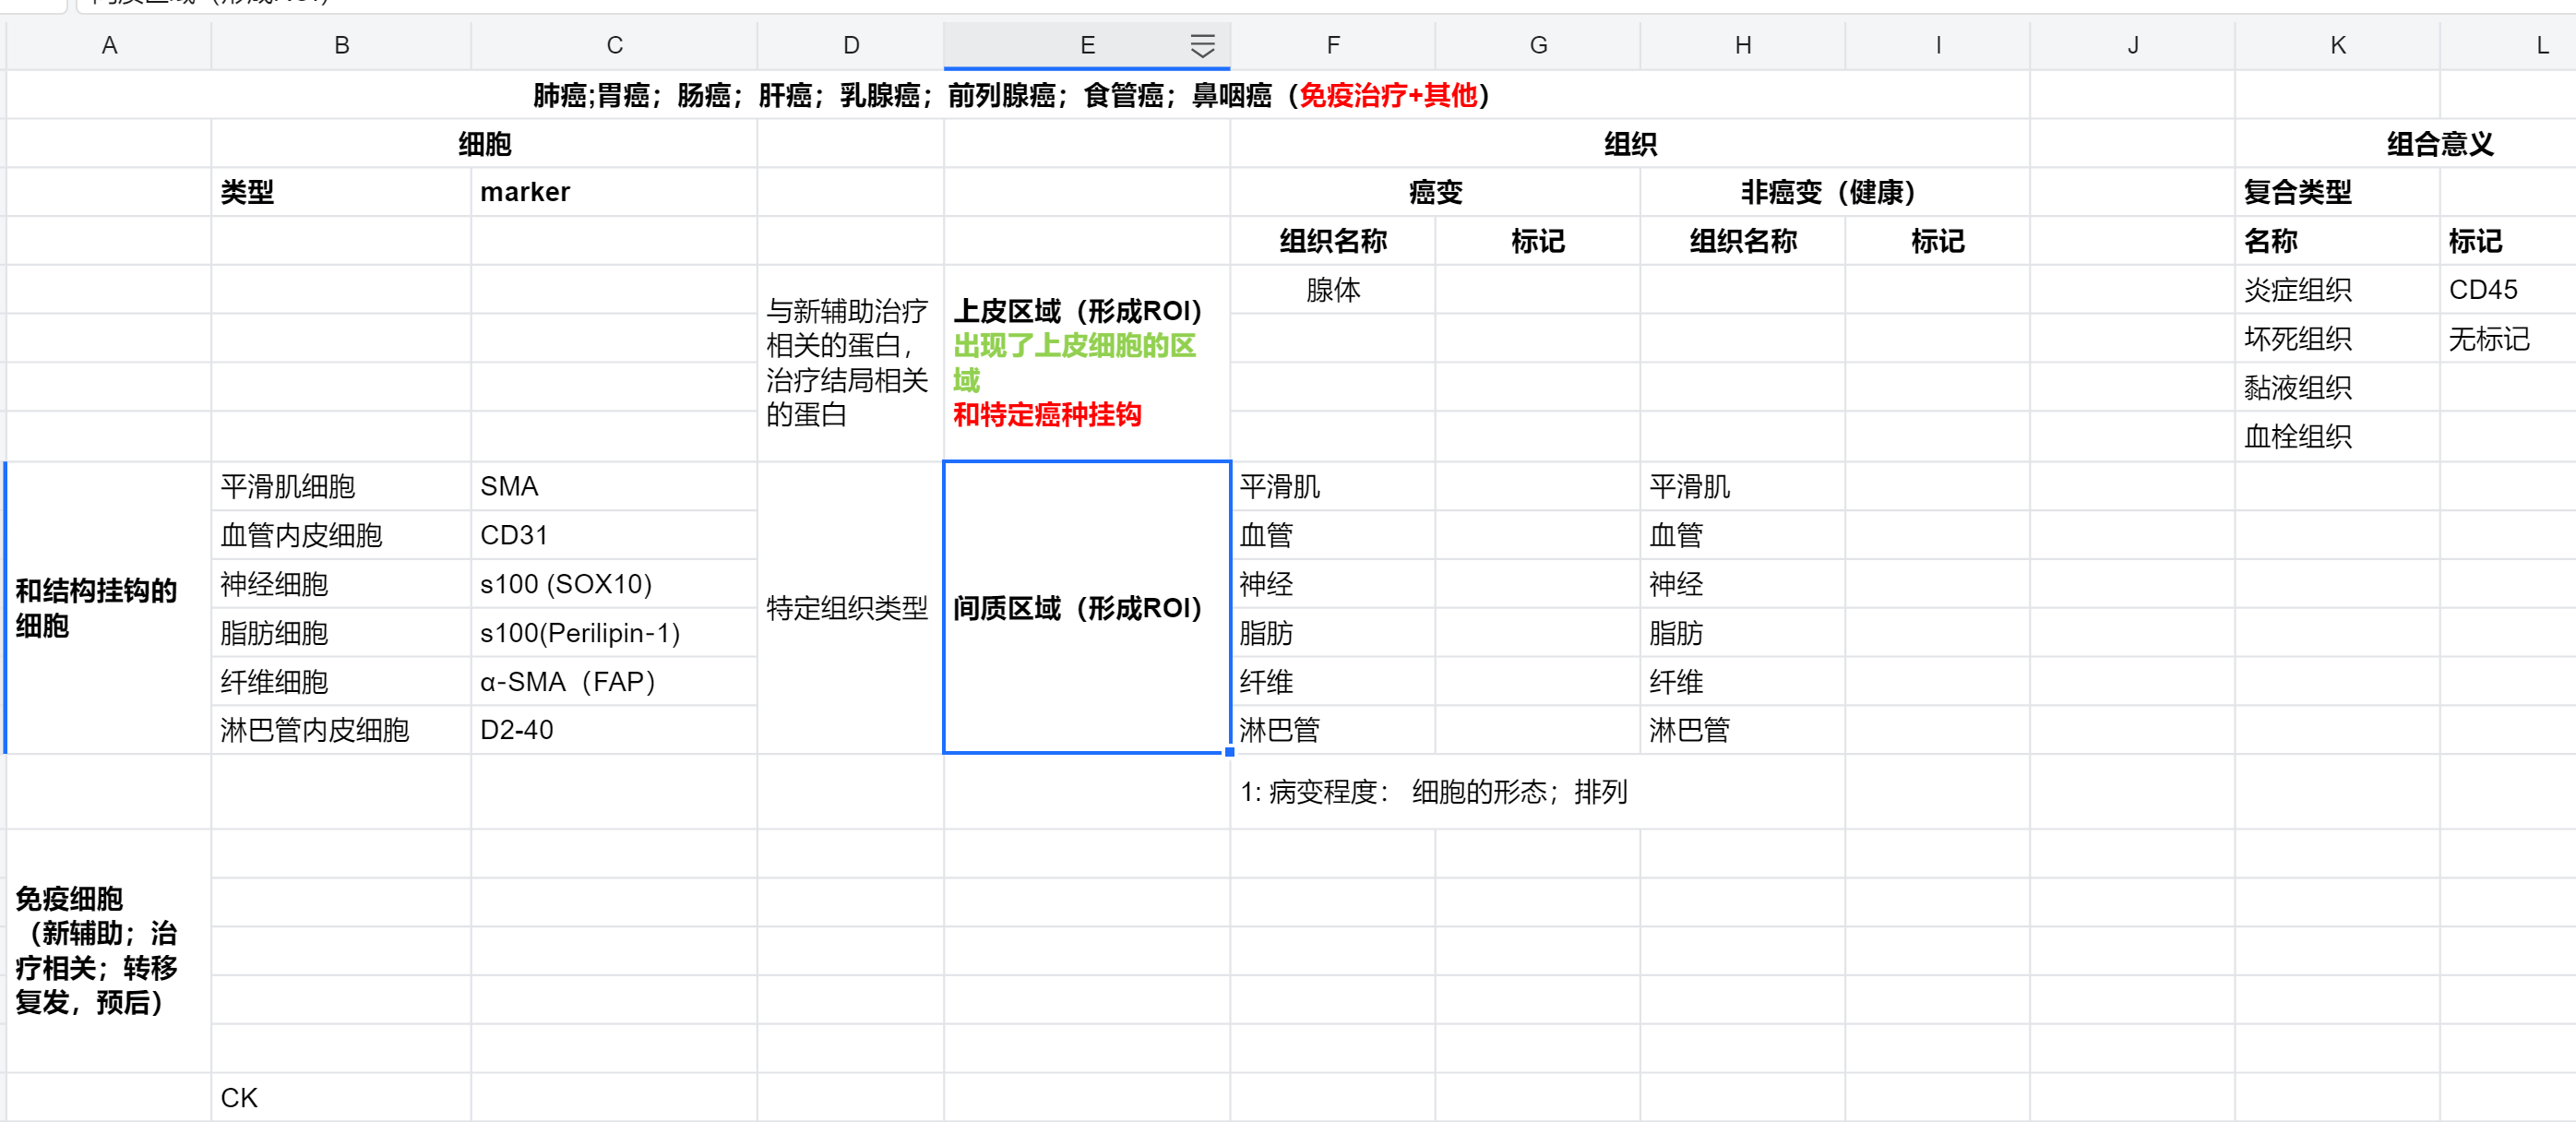 A B C D E F G H I J K L
肺癌;胃癌；肠癌；肝癌；乳腺癌；前列腺癌；食管癌；鼻咽癌（免疫治疗+其他）
细胞 组织 组合意义
类型 marker 癌变 非癌变（健康） 复合类型
组织名称 标记 组织名称 标记 名称 标记
与新辅助治疗
相关的蛋白，
治疗结局相关
的蛋白
上皮区域（形成ROI）
出现了上皮细胞的区
域
和特定癌种挂钩
腺体 炎症组织 CD45
坏死组织 无标记
黏液组织
血栓组织
和结构挂钩的
细胞
平滑肌细胞 SMA
血管内皮细胞 CD31
神经细胞 s100 (SOX10)
脂肪细胞 s100(Perilipin-1)
纤维细胞 α-SMA（FAP）
淋巴管内皮细胞 D2-40
特定组织类型
间质区域（形成ROI）
平滑肌 平滑肌
血管 血管
神经 神经
脂肪 脂肪
纤维 纤维
淋巴管 淋巴管
1: 病变程度： 细胞的形态；排列
免疫细胞
（新辅助；治
疗相关；转移
复发，预后）
CK